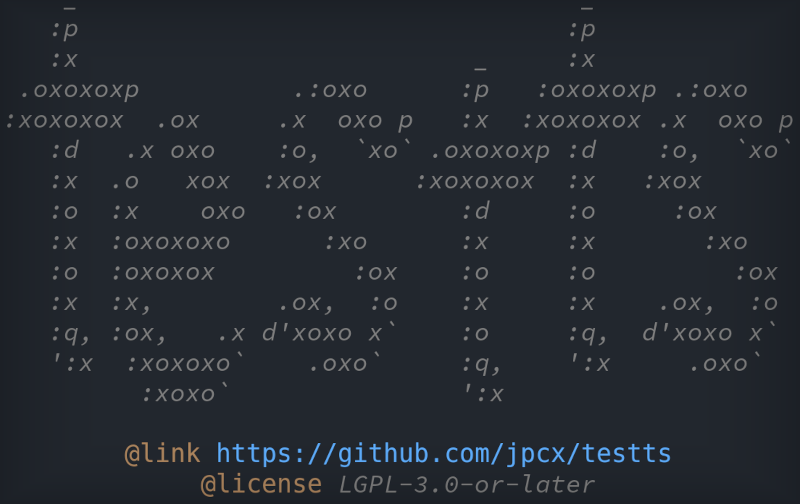 _                                  _
   :p                                 :p
   :x                          _      :x
 .oxoxoxp          .:oxo      :p   :oxoxoxp .:oxo
:xoxoxox  .ox     .x  oxo p   :x  :xoxoxox .x  oxo p
   :d   .x oxo    :o,  `xo` .oxoxoxp :d    :o,  `xo`
   :x  .o   xox  :xox      :xoxoxox  :x   :xox
   :o  :x    oxo   :ox        :d     :o     :ox
   :x  :oxoxoxo      :xo      :x     :x       :xo
   :o  :oxoxox         :ox    :o     :o         :ox
   :x  :x,        .ox,  :o    :x     :x    .ox,  :o
   :q, :ox,   .x d'xoxo x`    :o     :q,  d'xoxo x`
   ':x  :xoxoxo`    .oxo`     :q,    ':x     .oxo`
         :xoxo`               ':x
@link https://github.com/jpcx/testts
@license LGPL-3.0-or-later